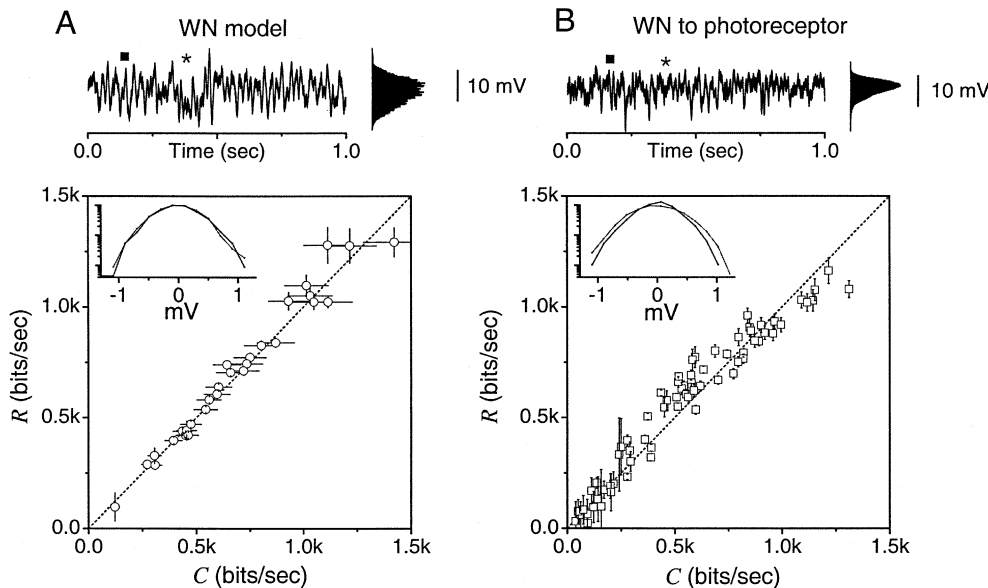 A
WN model
*
10 mV
0.0
Time (sec)
1.0
1.5k
1.0k
0.5k
0.0
R (bits/sec)
-1
0
1
mV
0.0
0.5k
1.0k
1.5k
C (bits/sec)
B
WN to photoreceptor
*
10 mV
0.0
Time (sec)
1.0
1.5k
1.0k
0.5k
0.0
R (bits/sec)
-1
0
1
mV
0.0
0.5k
1.0k
1.5k
C (bits/sec)